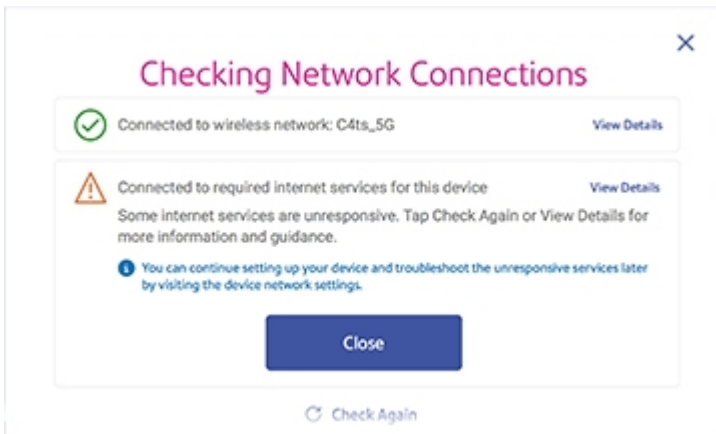 Checking Network Connections
Connected to wireless network: C4ts_5G
View Details
Connected to required internet services for this device
View Details
Some internet services are unresponsive. Tap Check Again or View Details for
more information and guidance.
You can continue setting up your device and troubleshoot the unresponsive services later
by visiting the device network settings.
Close
Check Again